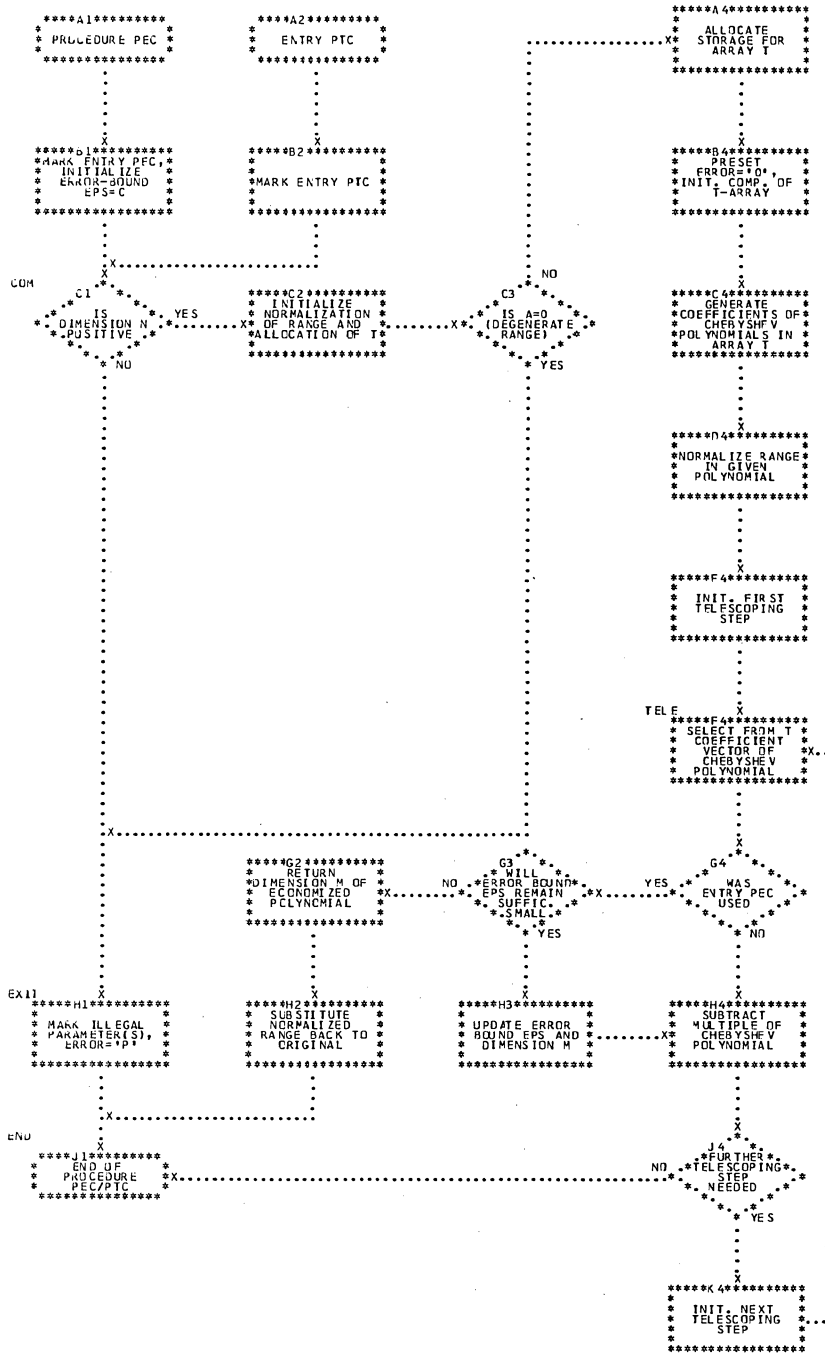 A1
PROCEDURE PEC
A2
ENTRY PTC
A4
ALLOCATE
STORAGE FOR
ARRAY T
B1
MARK ENTRY PEC,
INITIALIZE
ERROR-BOUND
EPS=C
B2
MARK ENTRY PTC
B4
PRESET
ERROR='0',
INIT. COMP. OF
T-ARRAY
COM
C1
IS
DIMENSION N
POSITIVE
YES
NO
C2
INITIALIZE
NORMALIZATION
OF RANGE AND
ALLOCATION OF T
C3
NO
IS A=0
(DEGENERATE
RANGE)
YES
C4
GENERATE
COEFFICIENTS OF
CHEBYSHEV
POLYNOMIALS IN
ARRAY T
D4
NORMALIZE RANGE
IN GIVEN
POLYNOMIAL
E4
INIT. FIRST
TELESCOPING
STEP
TELE
F4
SELECT FROM T
COEFFICIENT
VECTOR OF
CHEBYSHEV
POLYNOMIAL
G2
RETURN
DIMENSION M OF
ECONOMIZED
POLYNOMIAL
NO
G3
WILL
ERROR BOUND
EPS REMAIN
SUFFIC.
SMALL
YES
YES
G4
WAS
ENTRY PEC
USED
NO
EXIT
H1
MARK ILLEGAL
PARAMETER(S),
ERROR='P'
H2
SUBSTITUTE
NORMALIZED
RANGE BACK TO
ORIGINAL
H3
UPDATE ERROR
BOUND EPS AND
DIMENSION M
H4
SUBTRACT
MULTIPLE OF
CHEBYSHEV
POLYNOMIAL
END
J1
END OF
PROCEDURE
PEC/PTC
NO
J4
FURTHER
TELESCOPING
STEP
NEEDED
YES
K4
INIT. NEXT
TELESCOPING
STEP